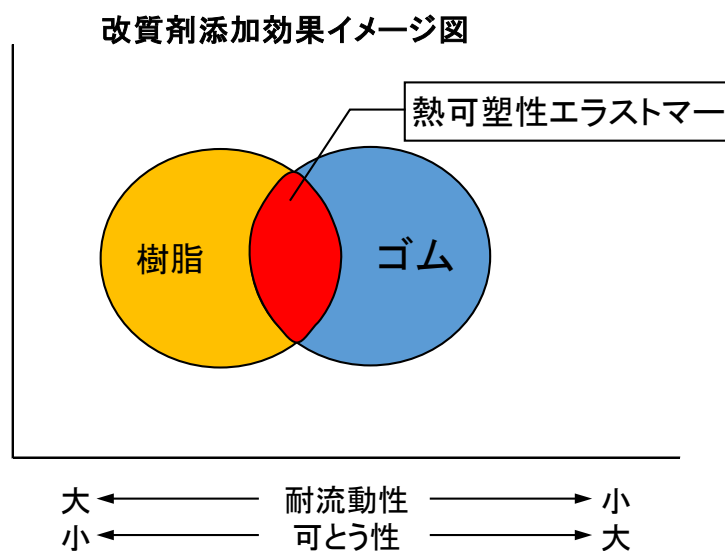 改質剤添加効果イメージ図
熱可塑性エラストマー
樹脂
ゴム
大 耐流動性 小
小 可とう性 大